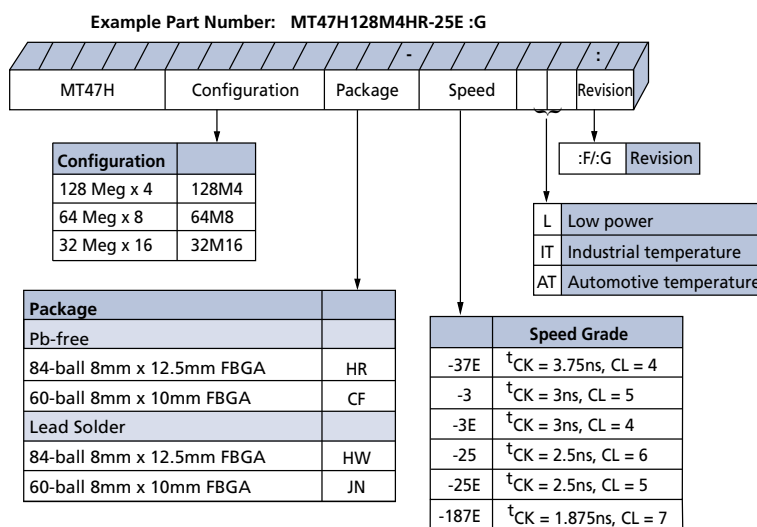 Example Part Number: MT47H128M4HR-25E :G
- :
MT47H Configuration Package Speed Revision
Configuration
128 Meg x 4 128M4
64 Meg x 8 64M8
32 Meg x 16 32M16
:F/:G Revision
L Low power
IT Industrial temperature
AT Automotive temperature
Package
Pb-free
84-ball 8mm x 12.5mm FBGA HR
60-ball 8mm x 10mm FBGA CF
Lead Solder
84-ball 8mm x 12.5mm FBGA HW
60-ball 8mm x 10mm FBGA JN
Speed Grade
-37E tCK = 3.75ns, CL = 4
-3 tCK = 3ns, CL = 5
-3E tCK = 3ns, CL = 4
-25 tCK = 2.5ns, CL = 6
-25E tCK = 2.5ns, CL = 5
-187E tCK = 1.875ns, CL = 7